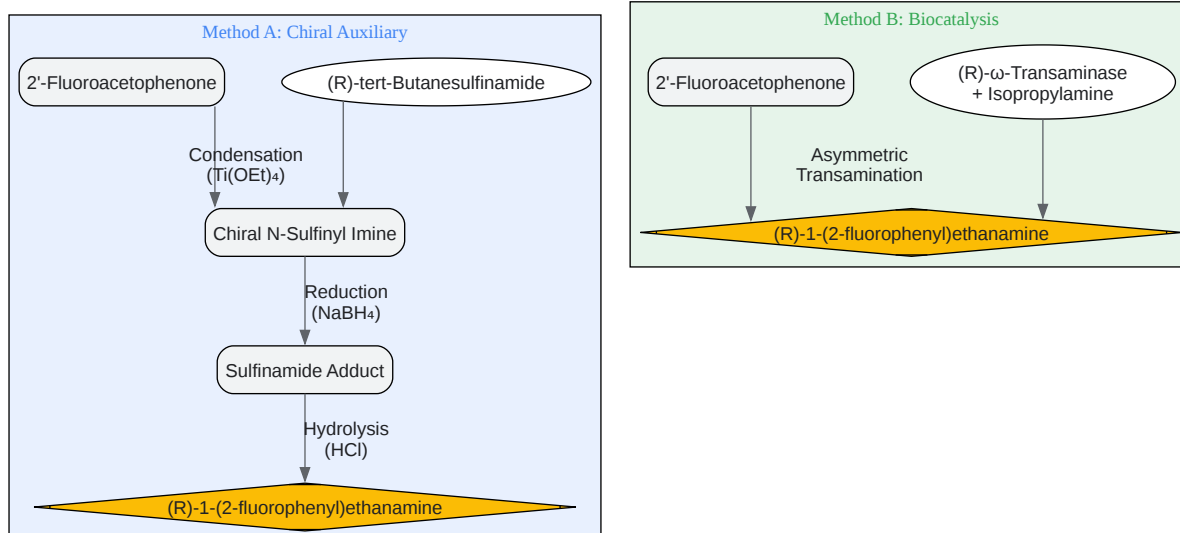 Method A: Chiral Auxiliary
2'-Fluoroacetophenone
(R)-tert-Butanesulfinamide
Condensation
(Ti(OEt)₄)
Chiral N-Sulfinyl Imine
Reduction
(NaBH₄)
Sulfinamide Adduct
Hydrolysis
(HCl)
(R)-1-(2-fluorophenyl)ethanamine
Method B: Biocatalysis
2'-Fluoroacetophenone
(R)-ω-Transaminase
+ Isopropylamine
Asymmetric
Transamination
(R)-1-(2-fluorophenyl)ethanamine